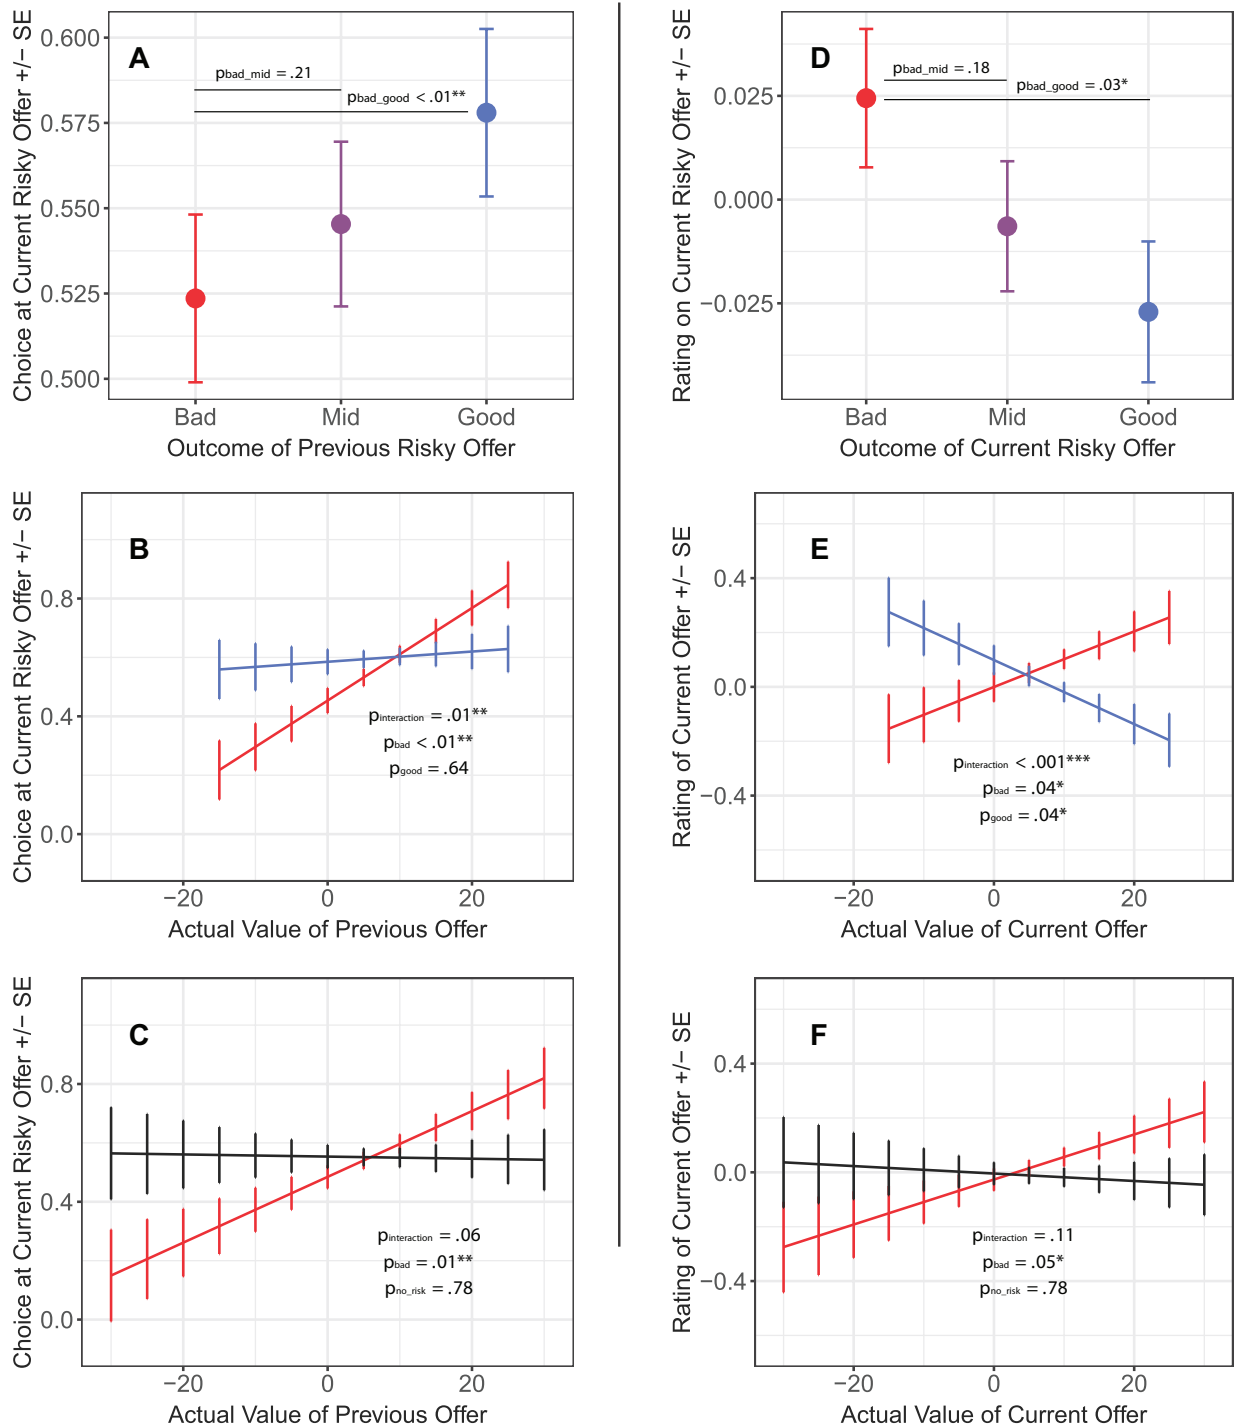 Choice at Current Risky Offer +/− SE
A
0.600
0.575
0.550
0.525
0.500
pbad_mid = .21
pbad_good < .01**
Bad Mid Good
Outcome of Previous Risky Offer
Rating on Current Risky Offer +/− SE
D
0.025
0.000
−0.025
pbad_mid = .18
pbad_good = .03*
Bad Mid Good
Outcome of Current Risky Offer
Choice at Current Risky Offer +/− SE
B
0.8
0.4
0.0
pinteraction = .01**
pbad < .01**
pgood = .64
−20 0 20
Actual Value of Previous Offer
Rating of Current Offer +/− SE
E
0.4
0.0
−0.4
pinteraction < .001***
pbad = .04*
pgood = .04*
−20 0 20
Actual Value of Current Offer
Choice at Current Risky Offer +/− SE
C
0.8
0.4
0.0
pinteraction = .06
pbad = .01**
pno_risk = .78
−20 0 20
Actual Value of Previous Offer
Rating of Current Offer +/− SE
F
0.4
0.0
−0.4
pinteraction = .11
pbad = .05*
pno_risk = .78
−20 0 20
Actual Value of Current Offer